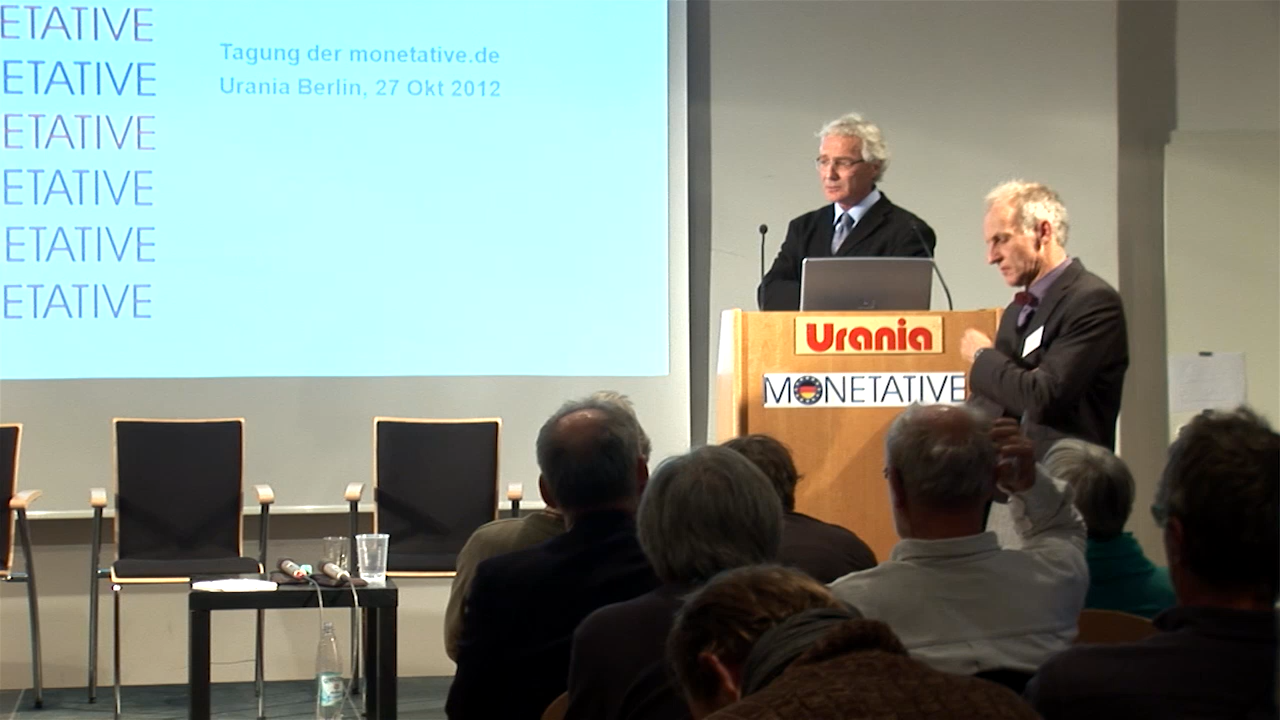 ETATIVE
ETATIVE
ETATIVE
ETATIVE
ETATIVE
ETATIVE
Tagung der monetative.de
Urania Berlin, 27 Okt 2012
Urania
MONETATIVE